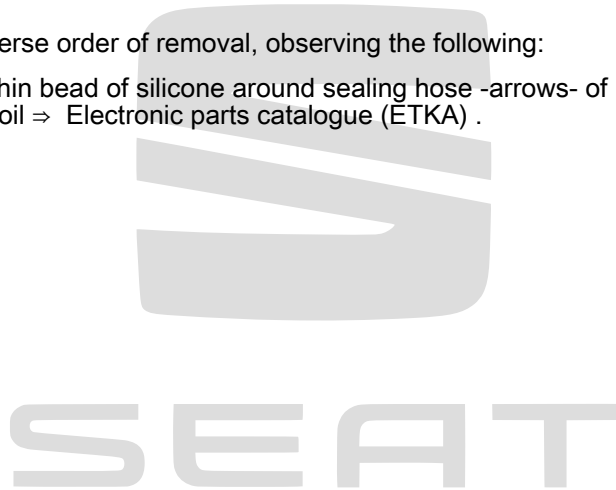 erse order of removal, observing the following:
hin bead of silicone around sealing hose -arrows- of
oil ⇒ Electronic parts catalogue (ETKA) .
SEAT